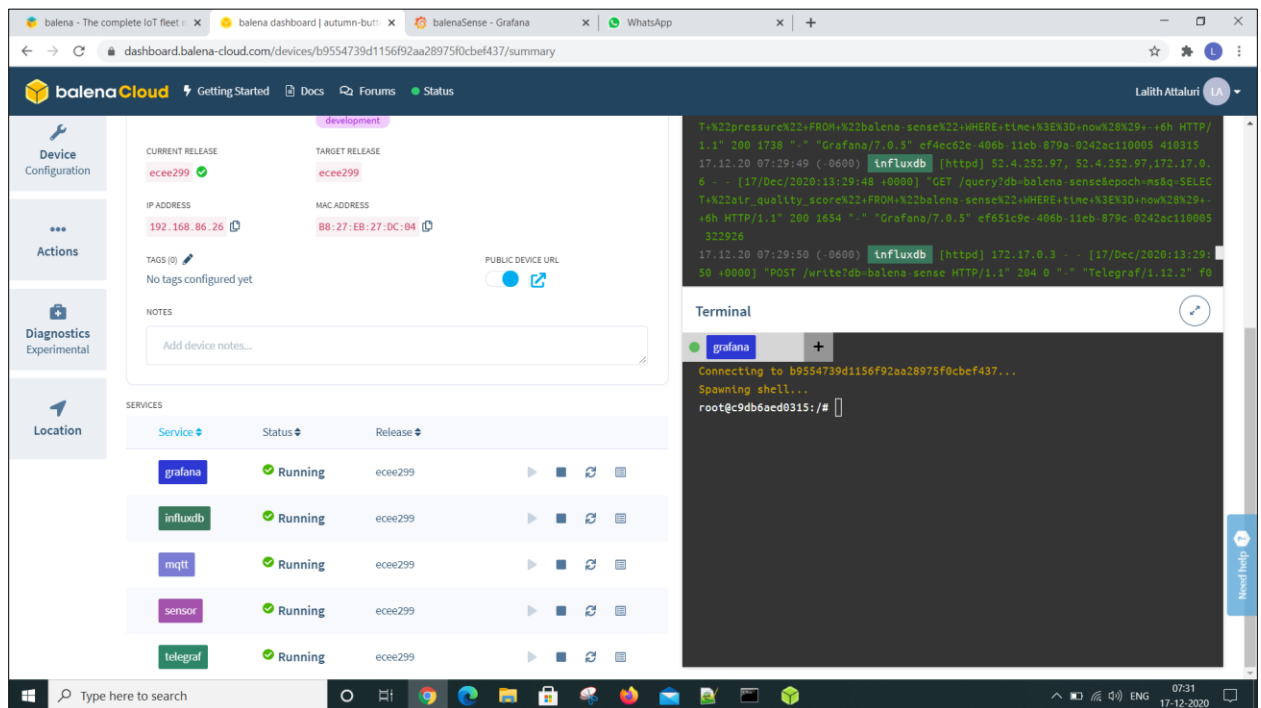 balena - The complete IoT fleet m
balena dashboard | autumn-butt
balenaSense - Grafana
WhatsApp
dashboard.balena-cloud.com/devices/b9554739d1156f92aa28975f0cbef437/summary
balenaCloud Getting Started Docs Forums Status Lalith Attaluri LA
Device
Configuration
Actions
Diagnostics
Experimental
Location
development
CURRENT RELEASE TARGET RELEASE
ecee299 ecee299
IP ADDRESS MAC ADDRESS
192.168.86.26 B8:27:EB:27:DC:04
TAGS (0) PUBLIC DEVICE URL
No tags configured yet
NOTES
Add device notes...
SERVICES
Service Status Release
grafana Running ecee299
influxdb Running ecee299
mqtt Running ecee299
sensor Running ecee299
telegraf Running ecee299
T+%22pressure%22+FROM+%22balena-sense%22+WHERE+time+%3E%3D+now%28%29+-+6h HTTP/
1.1" 200 1738 "-" "Grafana/7.0.5" ef4ec62e-406b-11eb-879a-0242ac110005 410315
17.12.20 07:29:49 (-0600) influxdb [httpd] 52.4.252.97, 52.4.252.97,172.17.0.
6 - - [17/Dec/2020:13:29:48 +0000] "GET /query?db=balena-sense&epoch=ms&q=SELEC
T+%22air_quality_score%22+FROM+%22balena-sense%22+WHERE+time+%3E%3D+now%28%29+-
+6h HTTP/1.1" 200 1654 "-" "Grafana/7.0.5" ef651c9e-406b-11eb-879c-0242ac110005
322926
17.12.20 07:29:50 (-0600) influxdb [httpd] 172.17.0.3 - - [17/Dec/2020:13:29:
50 +0000] "POST /write?db=balena-sense HTTP/1.1" 204 0 "-" "Telegraf/1.12.2" f0
Terminal
grafana +
Connecting to b9554739d1156f92aa28975f0cbef437...
Spawning shell...
root@c9db6aed0315:/#
Need help
Type here to search
ENG
07:31
17-12-2020